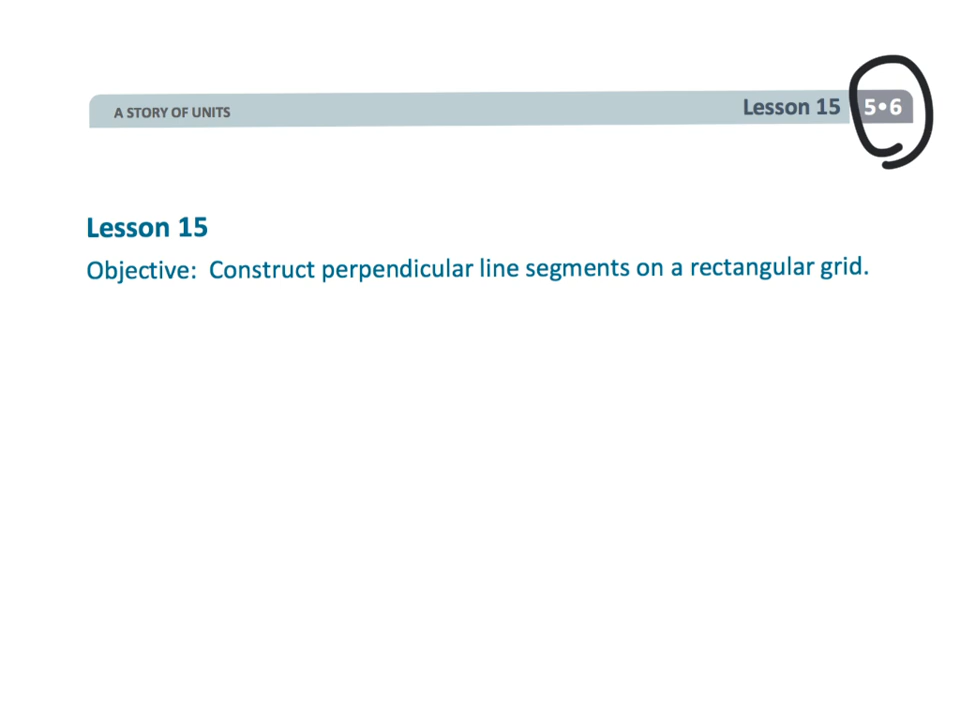 A STORY OF UNITS
Lesson 15 5•6
Lesson 15
Objective: Construct perpendicular line segments on a rectangular grid.